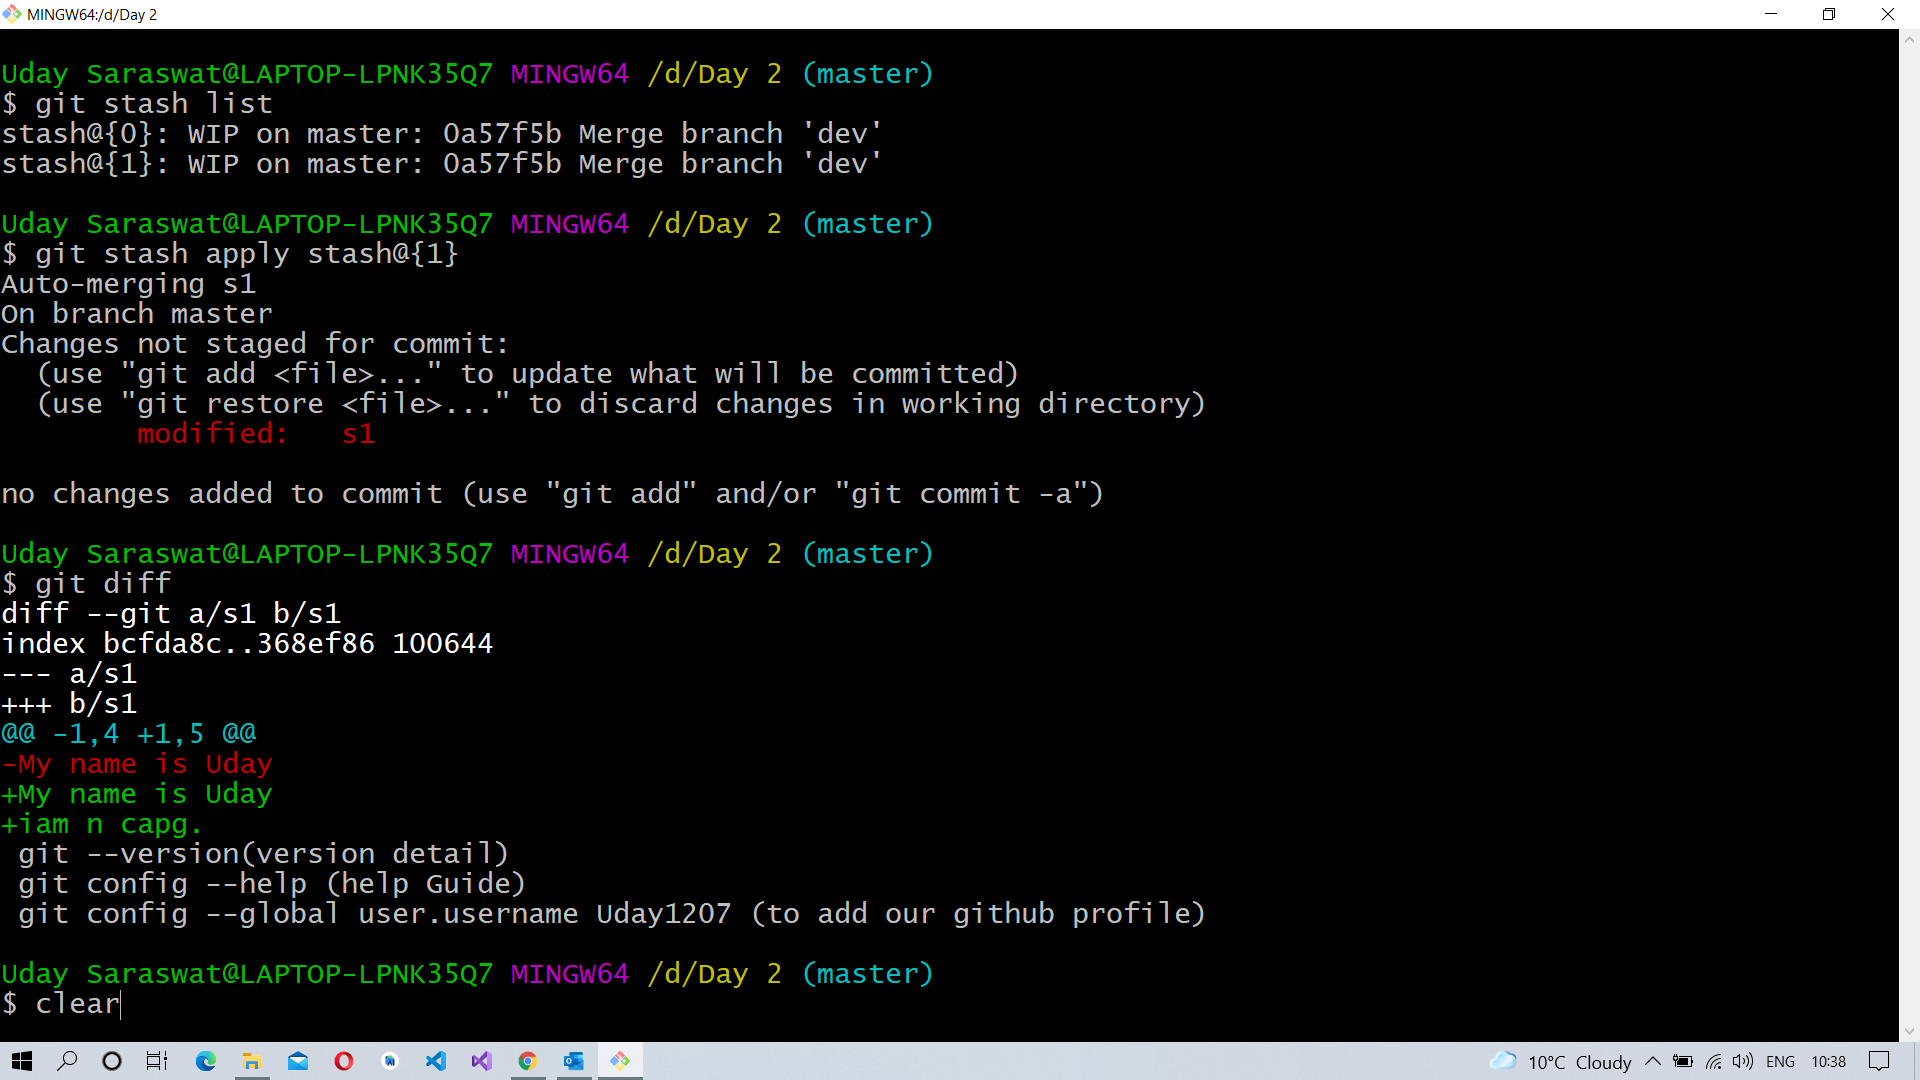 MINGW64:/d/Day 2
Uday Saraswat@LAPTOP-LPNK35Q7 MINGW64 /d/Day 2 (master)
$ git stash list
stash@{0}: WIP on master: 0a57f5b Merge branch 'dev'
stash@{1}: WIP on master: 0a57f5b Merge branch 'dev'
Uday Saraswat@LAPTOP-LPNK35Q7 MINGW64 /d/Day 2 (master)
$ git stash apply stash@{1}
Auto-merging s1
On branch master
Changes not staged for commit:
  (use "git add <file>..." to update what will be committed)
  (use "git restore <file>..." to discard changes in working directory)
        modified:   s1
no changes added to commit (use "git add" and/or "git commit -a")
Uday Saraswat@LAPTOP-LPNK35Q7 MINGW64 /d/Day 2 (master)
$ git diff
diff --git a/s1 b/s1
index bcfda8c..368ef86 100644
--- a/s1
+++ b/s1
@@ -1,4 +1,5 @@
-My name is Uday
+My name is Uday
+iam n capg.
 git --version(version detail)
 git config --help (help Guide)
 git config --global user.username Uday1207 (to add our github profile)
Uday Saraswat@LAPTOP-LPNK35Q7 MINGW64 /d/Day 2 (master)
$ clear
10°C Cloudy ENG 10:38